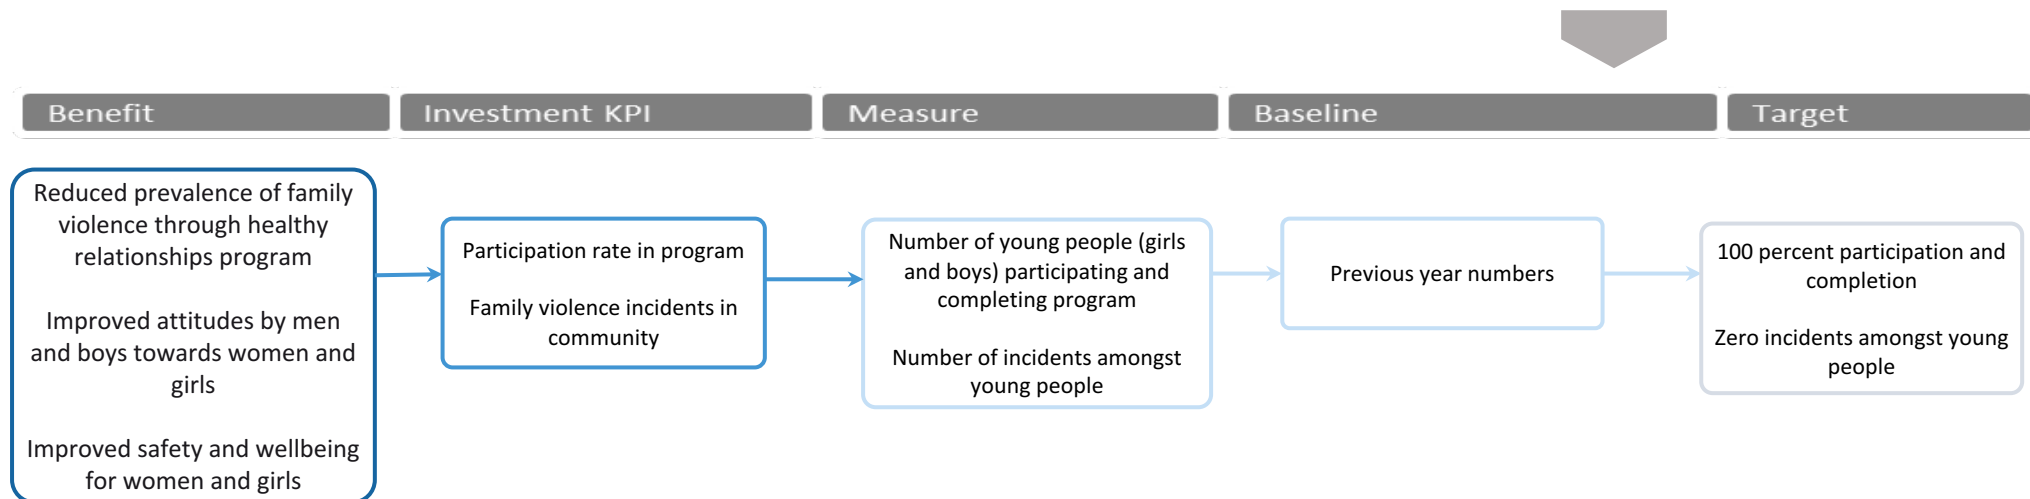 Benefit
Investment KPI
Measure
Baseline
Target
Reduced prevalence of family
violence through healthy
relationships program
Improved attitudes by men
and boys towards women and
girls
Improved safety and wellbeing
for women and girls
Participation rate in program
Family violence incidents in
community
Number of young people (girls
and boys) participating and
completing program
Number of incidents amongst
young people
Previous year numbers
100 percent participation and
completion
Zero incidents amongst young
people